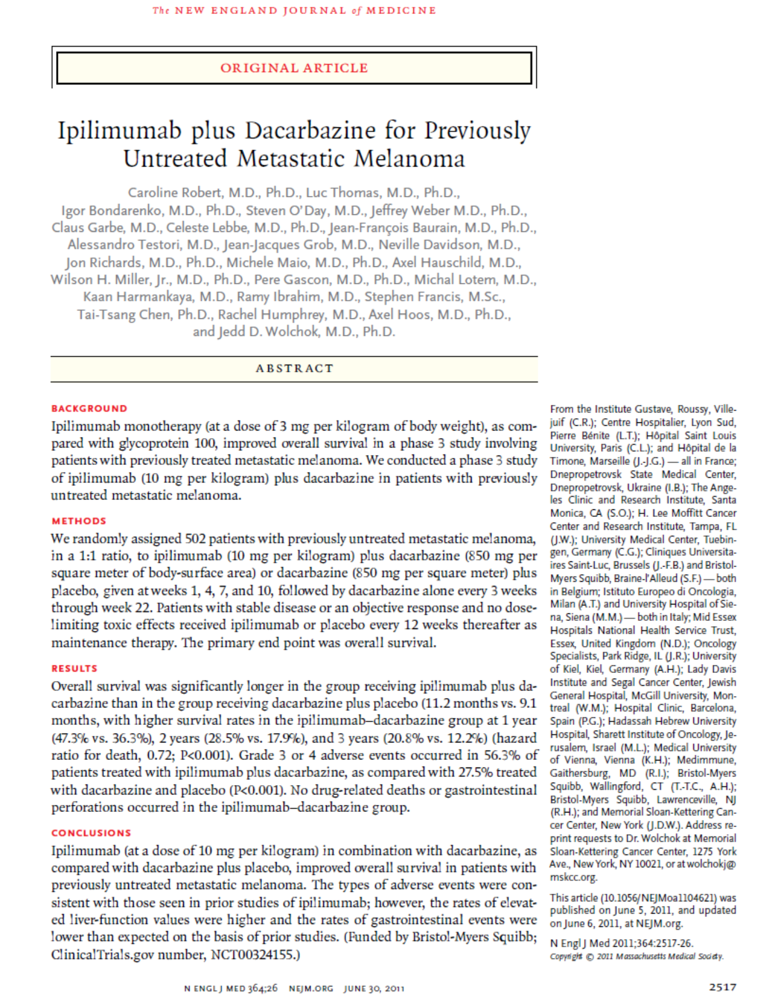 The NEW ENGLAND JOURNAL of MEDICINE
ORIGINAL ARTICLE
Ipilimumab plus Dacarbazine for Previously
Untreated Metastatic Melanoma
Caroline Robert, M.D., Ph.D., Luc Thomas, M.D., Ph.D.,
Igor Bondarenko, M.D., Ph.D., Steven O'Day, M.D., Jeffrey Weber M.D., Ph.D.,
Claus Garbe, M.D., Celeste Lebbe, M.D., Ph.D., Jean-François Baurain, M.D., Ph.D.,
Alessandro Testori, M.D., Jean-Jacques Grob, M.D., Neville Davidson, M.D.,
Jon Richards, M.D., Ph.D., Michele Maio, M.D., Ph.D., Axel Hauschild, M.D.,
Wilson H. Miller, Jr., M.D., Ph.D., Pere Gascon, M.D., Ph.D., Michal Lotem, M.D.,
Kaan Harmankaya, M.D., Ramy Ibrahim, M.D., Stephen Francis, M.Sc.,
Tai-Tsang Chen, Ph.D., Rachel Humphrey, M.D., Axel Hoos, M.D., Ph.D.,
and Jedd D. Wolchok, M.D., Ph.D.
ABSTRACT
BACKGROUND
Ipilimumab monotherapy (at a dose of 3 mg per kilogram of body weight), as com-
pared with glycoprotein 100, improved overall survival in a phase 3 study involving
patients with previously treated metastatic melanoma. We conducted a phase 3 study
of ipilimumab (10 mg per kilogram) plus dacarbazine in patients with previously
untreated metastatic melanoma.
METHODS
We randomly assigned 502 patients with previously untreated metastatic melanoma,
in a 1:1 ratio, to ipilimumab (10 mg per kilogram) plus dacarbazine (850 mg per
square meter of body-surface area) or dacarbazine (850 mg per square meter) plus
placebo, given at weeks 1, 4, 7, and 10, followed by dacarbazine alone every 3 weeks
through week 22. Patients with stable disease or an objective response and no dose-
limiting toxic effects received ipilimumab or placebo every 12 weeks thereafter as
maintenance therapy. The primary end point was overall survival.
RESULTS
Overall survival was significantly longer in the group receiving ipilimumab plus da-
carbazine than in the group receiving dacarbazine plus placebo (11.2 months vs. 9.1
months, with higher survival rates in the ipilimumab–dacarbazine group at 1 year
(47.3% vs. 36.3%), 2 years (28.5% vs. 17.9%), and 3 years (20.8% vs. 12.2%) (hazard
ratio for death, 0.72; P<0.001). Grade 3 or 4 adverse events occurred in 56.3% of
patients treated with ipilimumab plus dacarbazine, as compared with 27.5% treated
with dacarbazine and placebo (P<0.001). No drug-related deaths or gastrointestinal
perforations occurred in the ipilimumab–dacarbazine group.
CONCLUSIONS
Ipilimumab (at a dose of 10 mg per kilogram) in combination with dacarbazine, as
compared with dacarbazine plus placebo, improved overall survival in patients with
previously untreated metastatic melanoma. The types of adverse events were con-
sistent with those seen in prior studies of ipilimumab; however, the rates of elevat-
ed liver-function values were higher and the rates of gastrointestinal events were
lower than expected on the basis of prior studies. (Funded by Bristol-Myers Squibb;
ClinicalTrials.gov number, NCT00324155.)
From the Institute Gustave, Roussy, Ville-
juif (C.R.); Centre Hospitalier, Lyon Sud,
Pierre Bénite (L.T.); Hôpital Saint Louis
University, Paris (C.L.); and Hôpital de la
Timone, Marseille (J.-J.G.) — all in France;
Dnepropetrovsk State Medical Center,
Dnepropetrovsk, Ukraine (I.B.); The Ange-
les Clinic and Research Institute, Santa
Monica, CA (S.O.); H. Lee Moffitt Cancer
Center and Research Institute, Tampa, FL
(J.W.); University Medical Center, Tuebin-
gen, Germany (C.G.); Cliniques Universita-
ires Saint-Luc, Brussels (J.-F.B.) and Bristol-
Myers Squibb, Braine-l'Alleud (S.F.) — both
in Belgium; Istituto Europeo di Oncologia,
Milan (A.T.) and University Hospital of Sie-
na, Siena (M.M.) — both in Italy; Mid Essex
Hospitals National Health Service Trust,
Essex, United Kingdom (N.D.); Oncology
Specialists, Park Ridge, IL (J.R.); University
of Kiel, Kiel, Germany (A.H.); Lady Davis
Institute and Segal Cancer Center, Jewish
General Hospital, McGill University, Mon-
treal (W.M.); Hospital Clinic, Barcelona,
Spain (P.G.); Hadassah Hebrew University
Hospital, Sharett Institute of Oncology, Je-
rusalem, Israel (M.L.); Medical University
of Vienna, Vienna (K.H.); Medimmune,
Gaithersburg, MD (R.I.); Bristol-Myers
Squibb, Wallingford, CT (T.-T.C., A.H.);
Bristol-Myers Squibb, Lawrenceville, NJ
(R.H.); and Memorial Sloan-Kettering Can-
cer Center, New York (J.D.W.). Address re-
print requests to Dr. Wolchok at Memorial
Sloan-Kettering Cancer Center, 1275 York
Ave., New York, NY 10021, or at wolchokj@
mskcc.org.
This article (10.1056/NEJMoa1104621) was
published on June 5, 2011, and updated
on June 6, 2011, at NEJM.org.
N Engl J Med 2011;364:2517-26.
Copyright © 2011 Massachusetts Medical Society.
N ENGL J MED 364;26 NEJM.ORG JUNE 30, 2011
2517